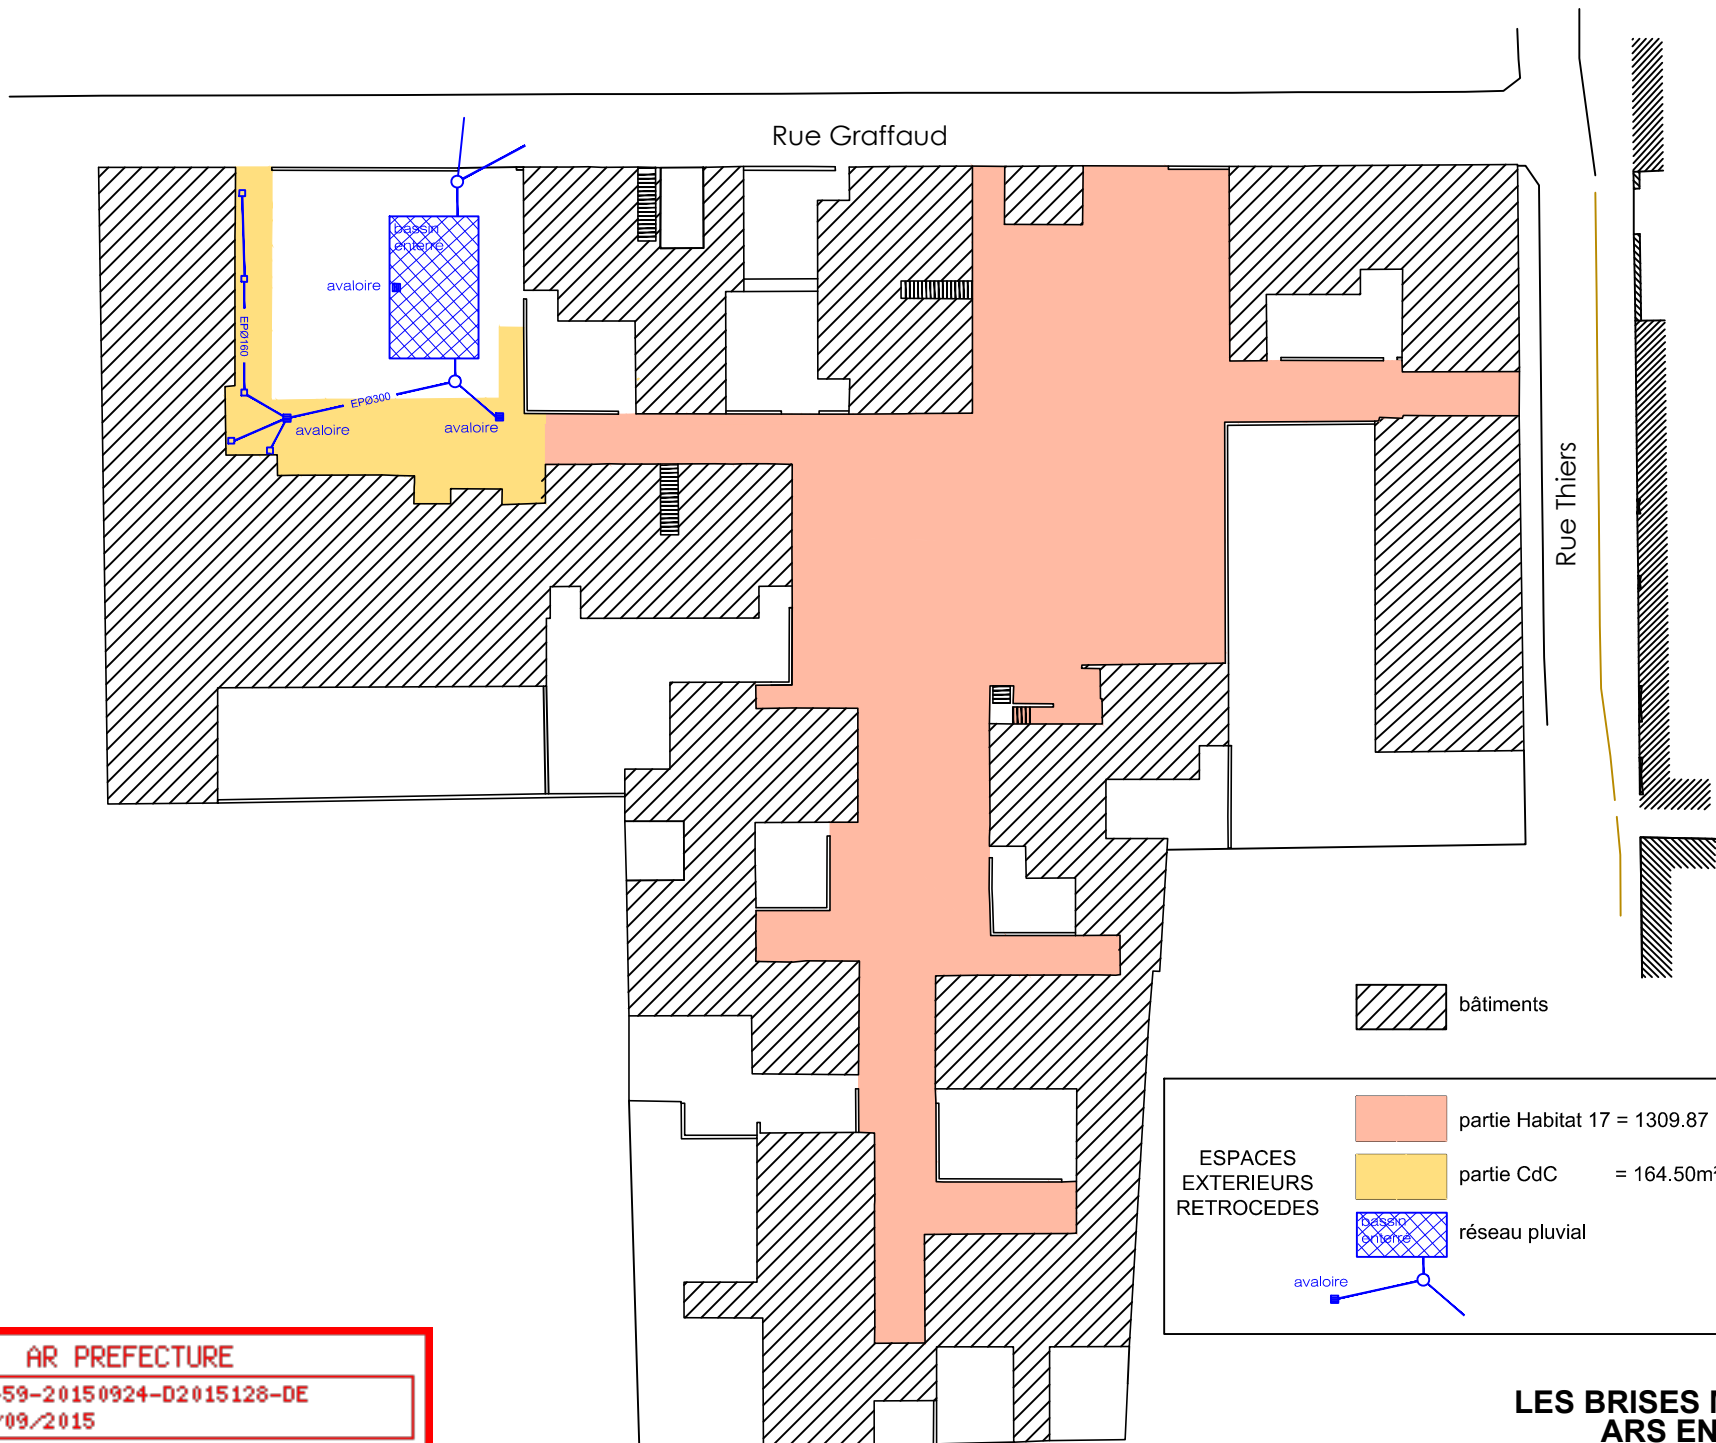 Rue Graffaud
bassin
enterré
avaloire
EPØ160
EPØ300
avaloire
avaloire
Rue Thiers
bâtiments
ESPACES
EXTERIEURS
RETROCEDES
partie Habitat 17 = 1309.87
partie CdC = 164.50m²
bassin
enterré
réseau pluvial
avaloire
AR PREFECTURE
59-20150924-D2015128-DE
/09/2015
LES BRISES
ARS EN